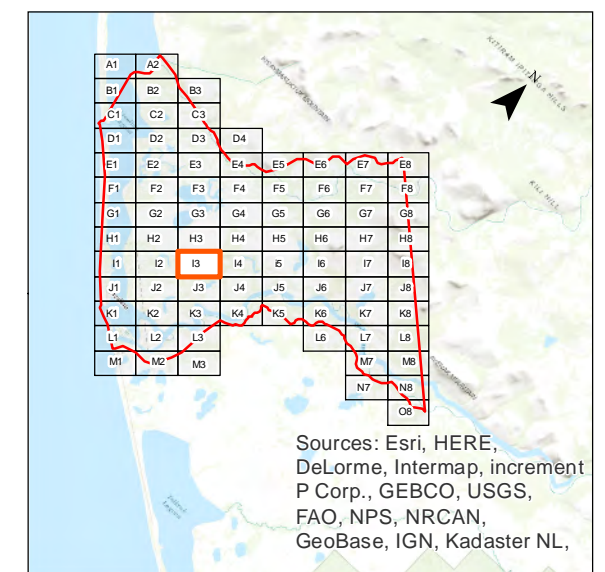 KITIRAM IPIENGA HILLS
N
A1 A2
B1 B2 B3
C1 C2 C3
D1 D2 D3 D4
KILI HILL
E1 E2 E3 E4 E5 E6 E7 E8
F1 F2 F3 F4 F5 F6 F7 F8
G1 G2 G3 G4 G5 G6 G7 G8
H1 H2 H3 H4 H5 H6 H7 H8
I1 I2 I3 I4 i5 I6 I7 I8
J1 J2 J3 J4 J5 J6 J7 J8
K1 K2 K3 K4 K5 K6 K7 K8
L1 L2 L3 L6 L7 L8
M1 M2 M3 M7 M8
N7 N8
O8
Sources: Esri, HERE,
DeLorme, Intermap, increment
P Corp., GEBCO, USGS,
FAO, NPS, NRCAN,
GeoBase, IGN, Kadaster NL,